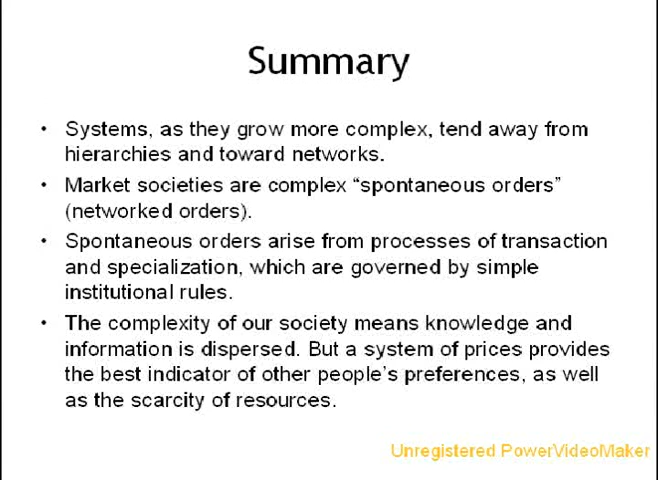 Summary
• Systems, as they grow more complex, tend away from
hierarchies and toward networks.
• Market societies are complex “spontaneous orders”
(networked orders).
• Spontaneous orders arise from processes of transaction
and specialization, which are governed by simple
institutional rules.
• The complexity of our society means knowledge and
information is dispersed. But a system of prices provides
the best indicator of other people’s preferences, as well
as the scarcity of resources.
Unregistered PowerVideoMaker